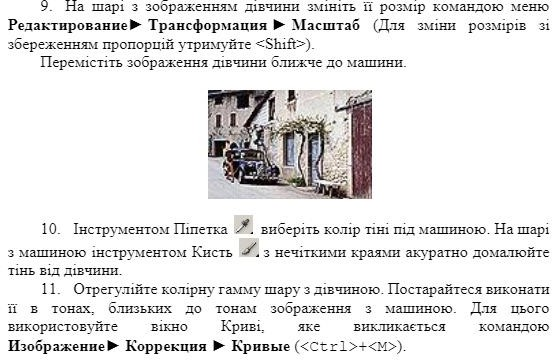 9. На шарі з зображенням дівчини змініть її розмір командою меню
Редактирование► Трансформация ► Масштаб (Для зміни розмірів зі
збереженням пропорцій утримуйте <Shift>).
Перемістіть зображення дівчини ближче до машини.
10. Інструментом Піпетка виберіть колір тіні під машиною. На шарі
з машиною інструментом Кисть з нечіткими краями акуратно домалюйте
тінь від дівчини.
11. Отрегулійте колірну гамму шару з дівчиною. Постарайтеся виконати
її в тонах, близьких до тонам зображення з машиною. Для цього
використовуйте вікно Криві, яке викликається командою
Изображение► Коррекция ► Кривые (<Ctrl>+<M>).